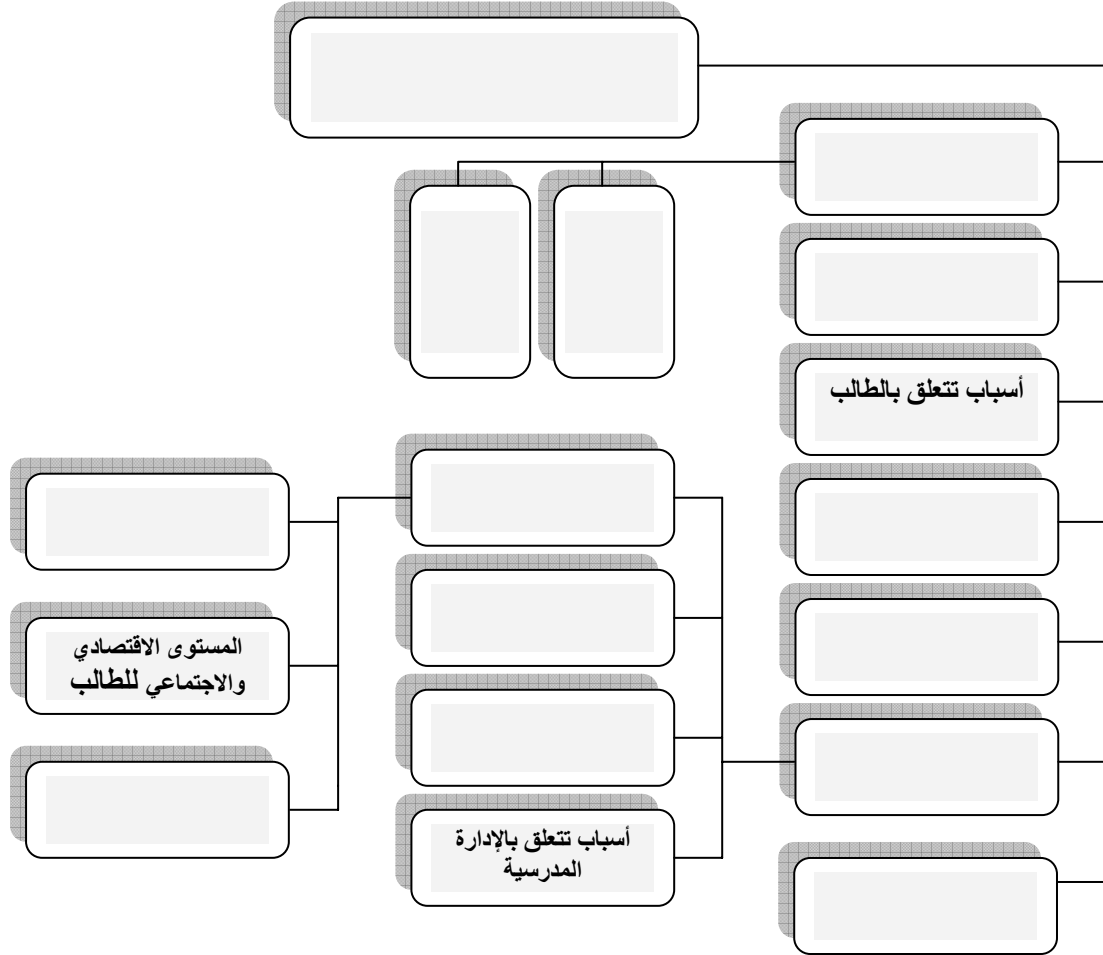 أسباب تتعلق بالطالب
المستوى الاقتصادي
والاجتماعي للطالب
أسباب تتعلق بالإدارة
المدرسية